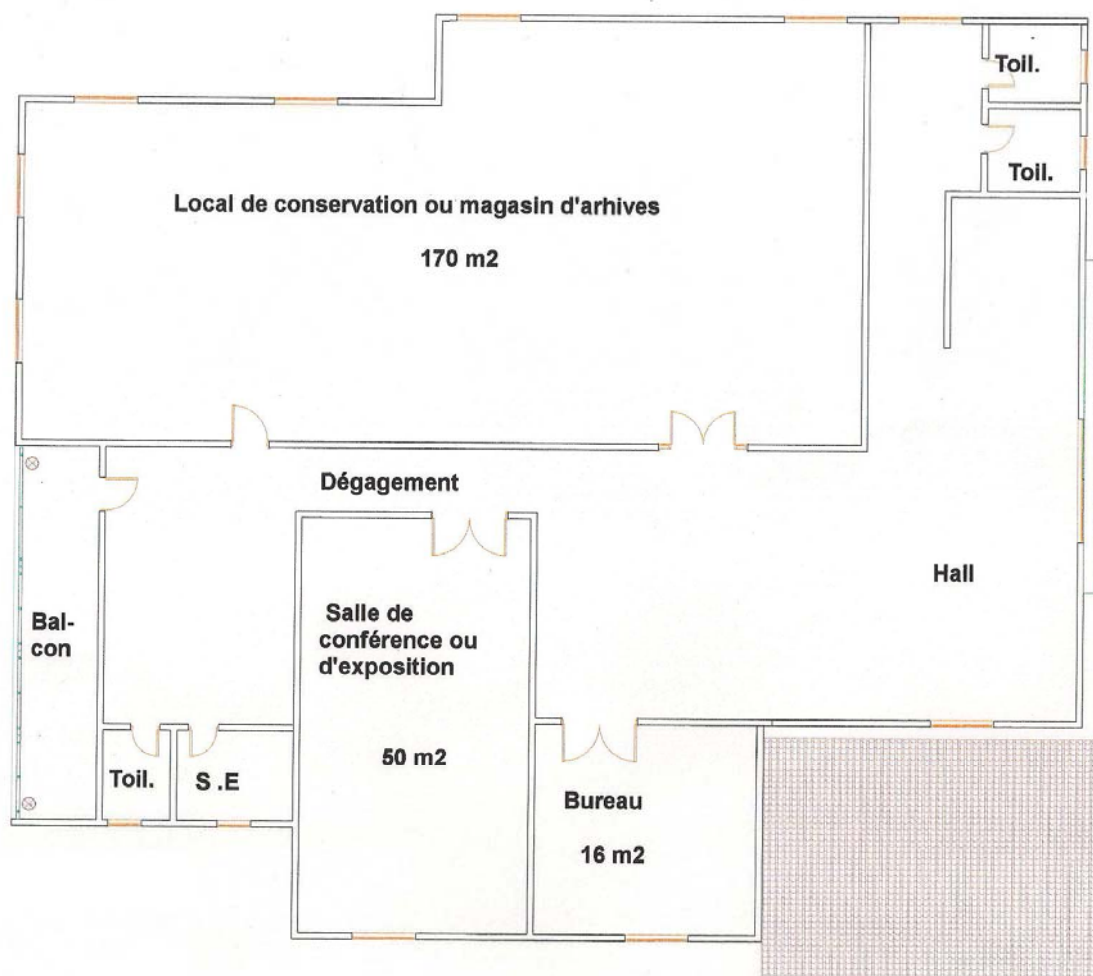 Toil.
Toil.
Local de conservation ou magasin d'arhives
170 m2
Dégagement
Hall
Bal-
con
Salle de
conférence ou
d'exposition
50 m2
Toil.
S .E
Bureau
16 m2